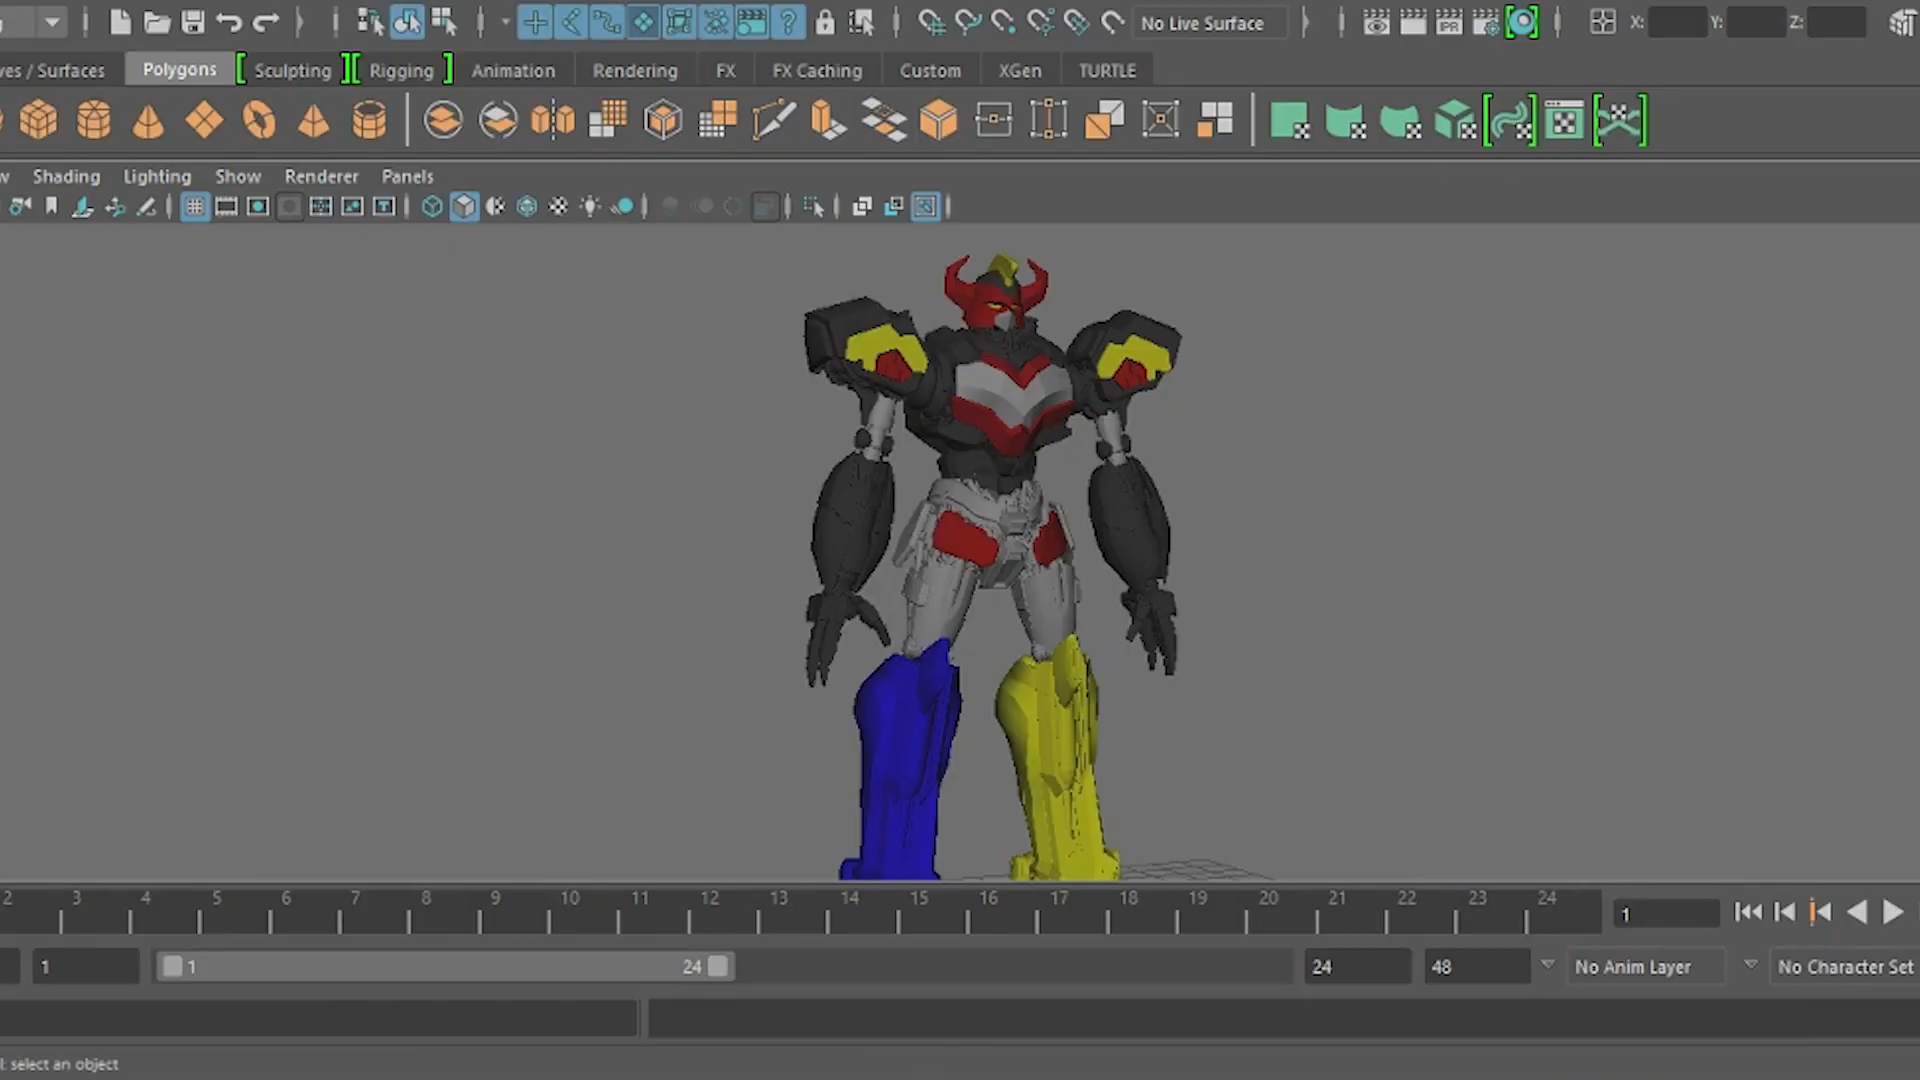 No Live Surface X: Y: Z:
IPR
ves / Surfaces Polygons Sculpting Rigging Animation Rendering FX FX Caching Custom XGen TURTLE
w Shading Lighting Show Renderer Panels
2 3 4 5 6 7 8 9 10 11 12 13 14 15 16 17 18 19 20 21 22 23 24 1
1 1 24 24 48 No Anim Layer No Character Set
l: select an object